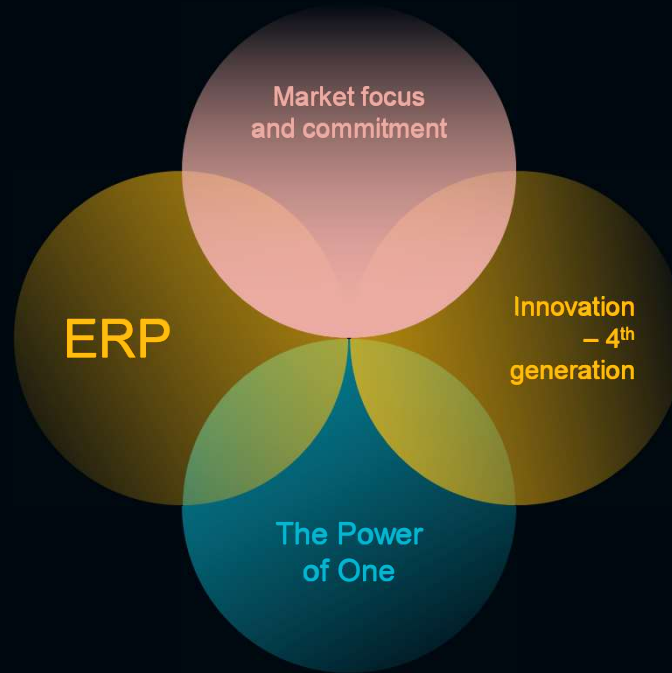 Market focus
and commitment
ERP
Innovation
– 4th
generation
The Power
of One